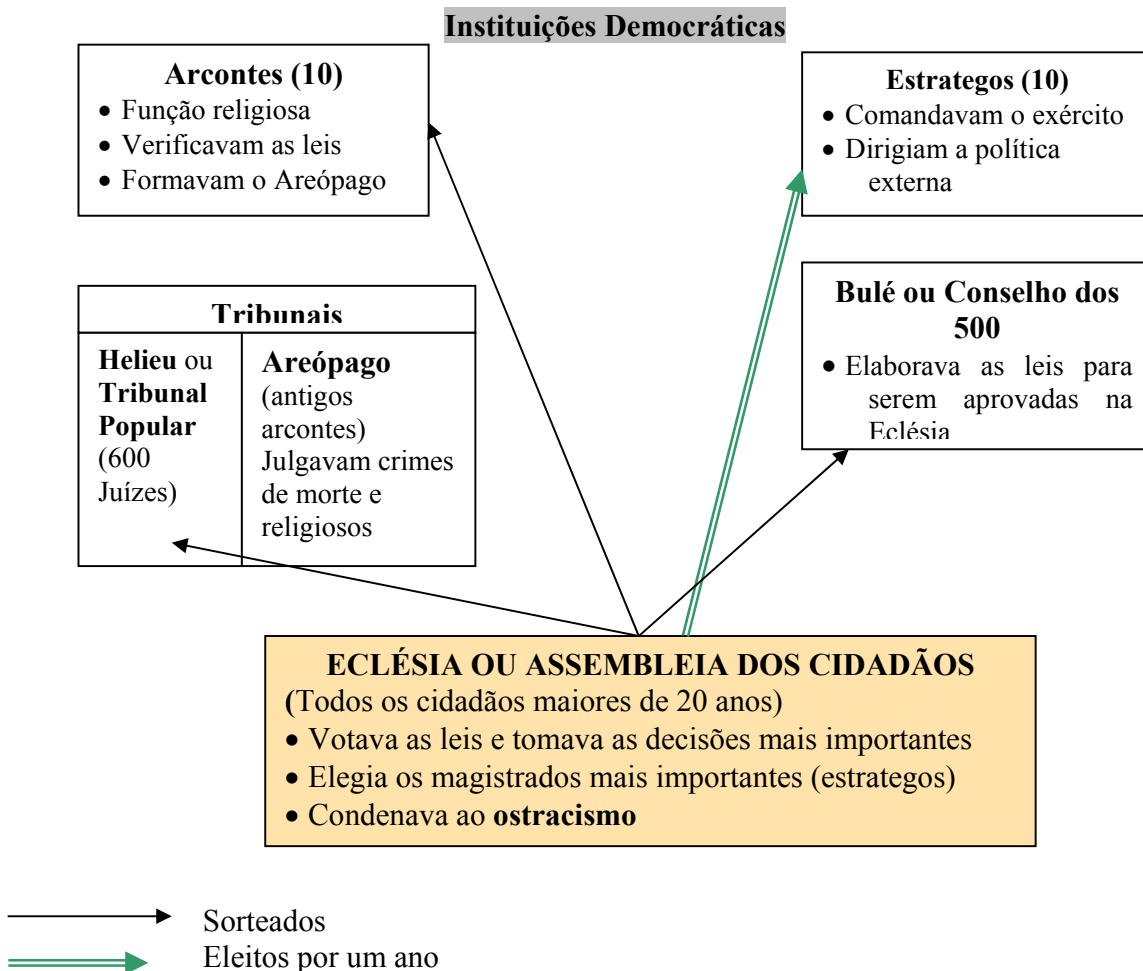 Instituições Democráticas
Arcontes (10)
• Função religiosa
• Verificavam as leis
• Formavam o Areópago
Estrategos (10)
• Comandavam o exército
• Dirigiam a política
externa
Tribunais
Helieu ou
Tribunal
Popular
(600
Juízes)
Areópago
(antigos
arcontes)
Julgavam crimes
de morte e
religiosos
Bulé ou Conselho dos
500
• Elaborava as leis para
serem aprovadas na
Eclésia
ECLÉSIA OU ASSEMBLEIA DOS CIDADÃOS
(Todos os cidadãos maiores de 20 anos)
• Votava as leis e tomava as decisões mais importantes
• Elegia os magistrados mais importantes (estrategos)
• Condenava ao ostracismo
Sorteados
Eleitos por um ano